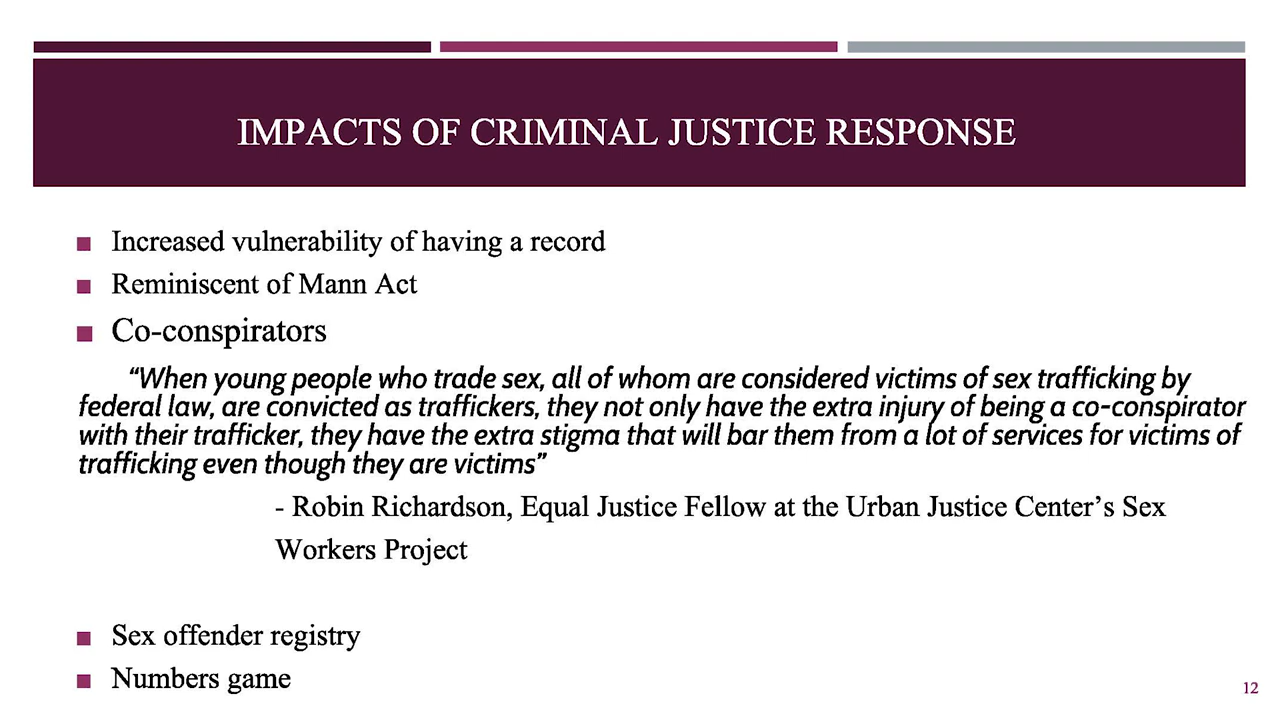 IMPACTS OF CRIMINAL JUSTICE RESPONSE
Increased vulnerability of having a record
Reminiscent of Mann Act
Co-conspirators
“When young people who trade sex, all of whom are considered victims of sex trafficking by
federal law, are convicted as traffickers, they not only have the extra injury of being a co-conspirator
with their trafficker, they have the extra stigma that will bar them from a lot of services for victims of
trafficking even though they are victims”
- Robin Richardson, Equal Justice Fellow at the Urban Justice Center’s Sex
Workers Project
Sex offender registry
Numbers game
12